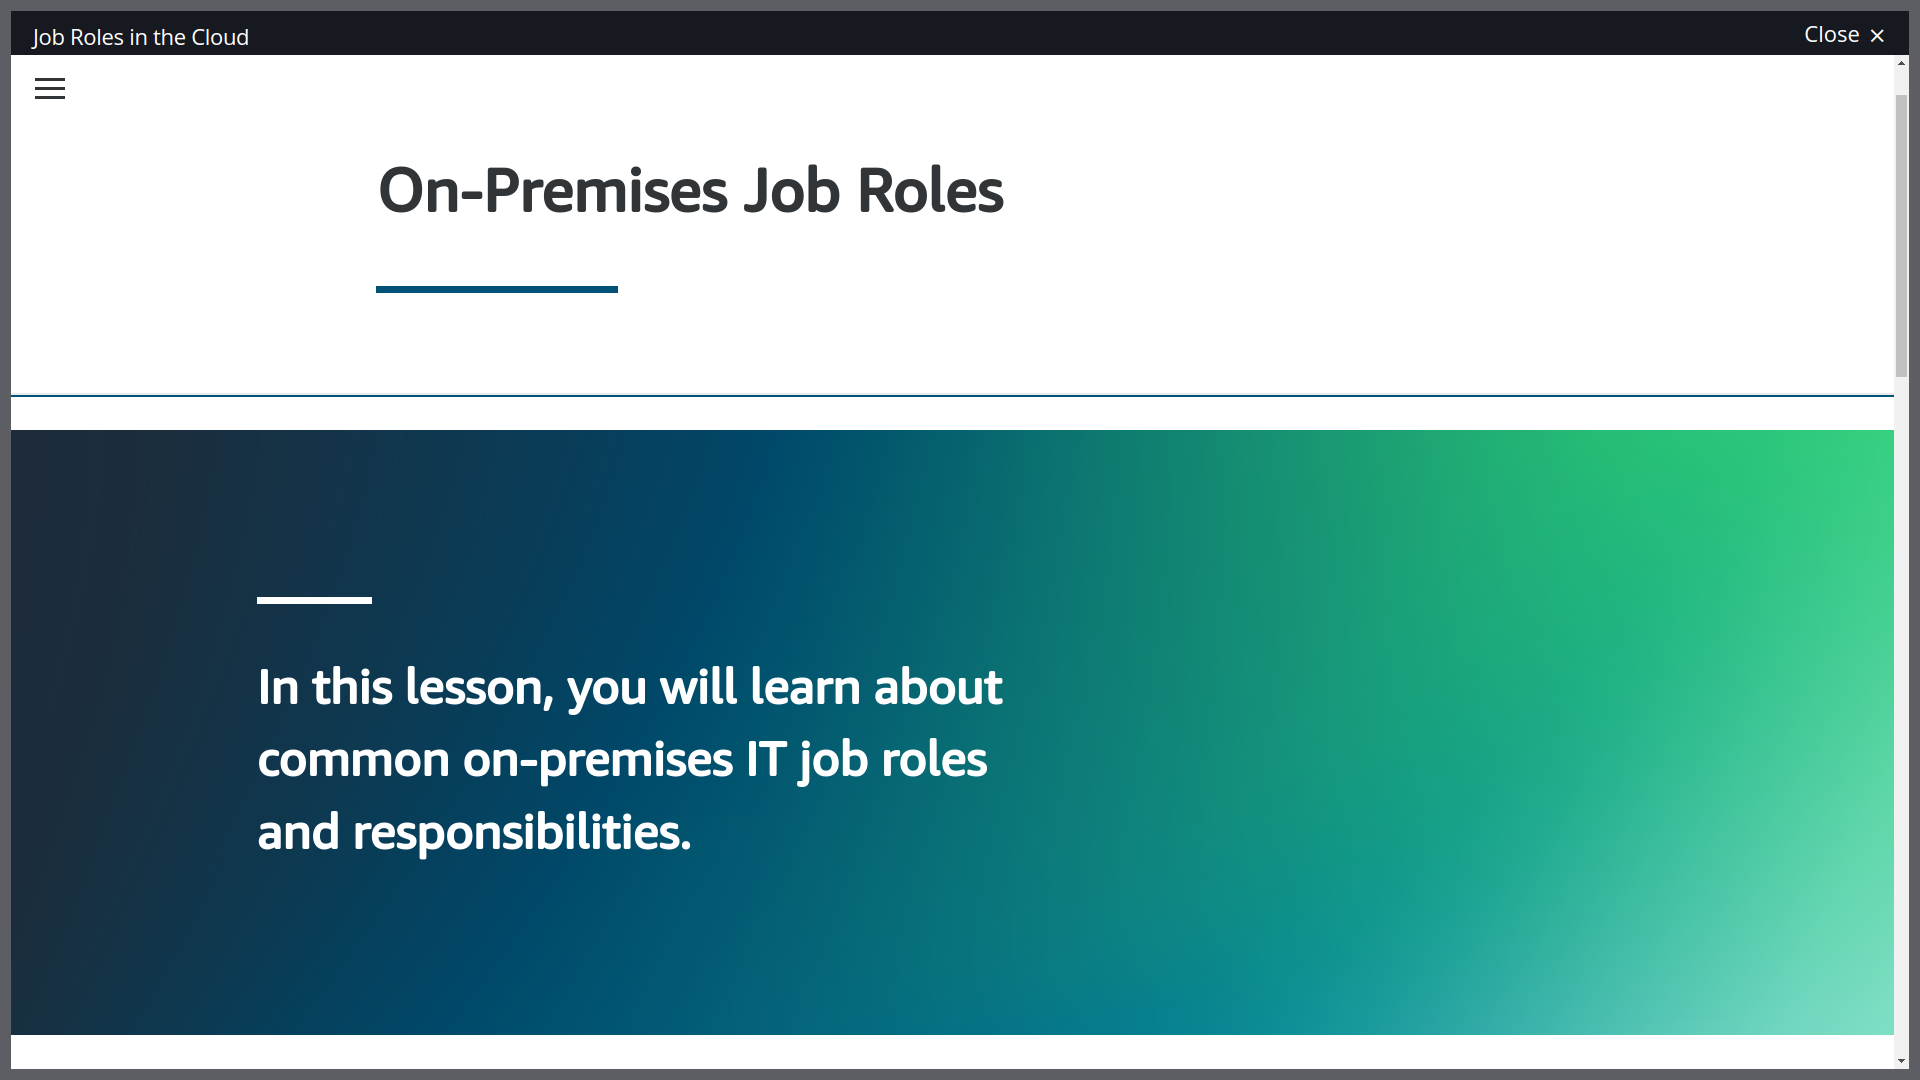 Job Roles in the Cloud
Close ×
On-Premises Job Roles
In this lesson, you will learn about
common on-premises IT job roles
and responsibilities.